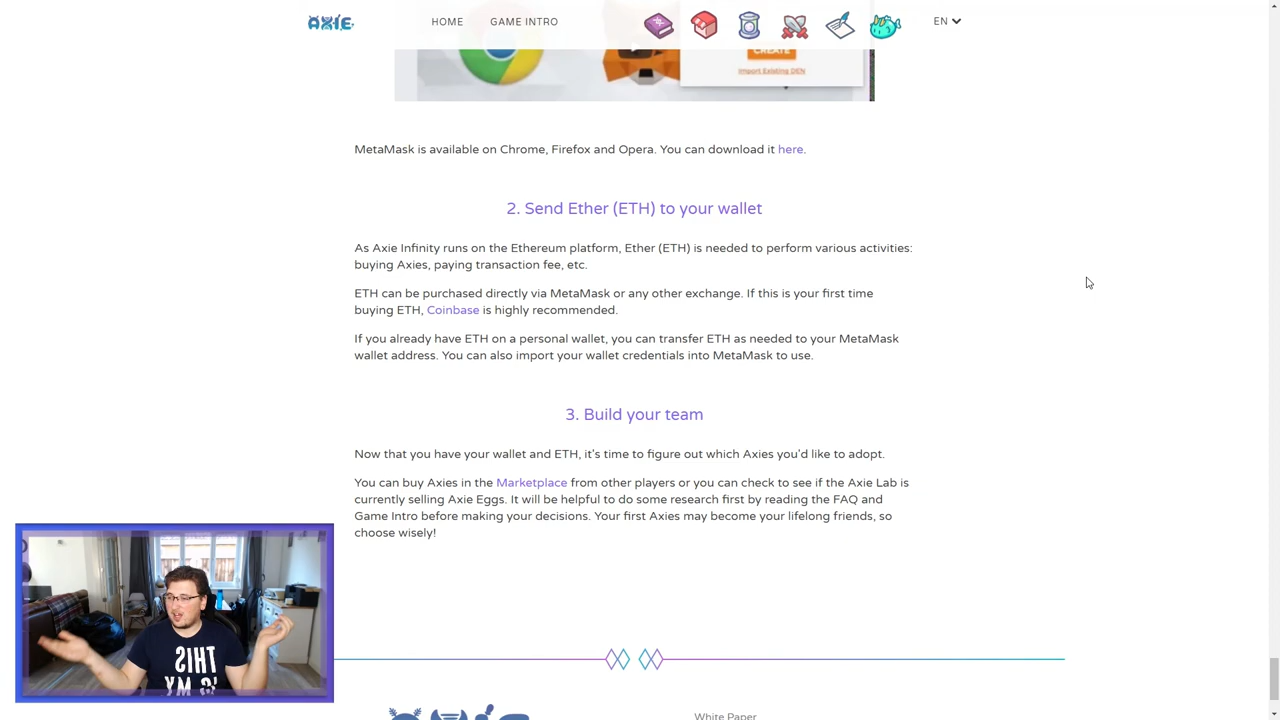 AXIE
HOME
GAME INTRO
EN
CREATE
Import Existing DEN
MetaMask is available on Chrome, Firefox and Opera. You can download it here.
2. Send Ether (ETH) to your wallet
As Axie Infinity runs on the Ethereum platform, Ether (ETH) is needed to perform various activities:
buying Axies, paying transaction fee, etc.
ETH can be purchased directly via MetaMask or any other exchange. If this is your first time
buying ETH, Coinbase is highly recommended.
If you already have ETH on a personal wallet, you can transfer ETH as needed to your MetaMask
wallet address. You can also import your wallet credentials into MetaMask to use.
3. Build your team
Now that you have your wallet and ETH, it's time to figure out which Axies you'd like to adopt.
You can buy Axies in the Marketplace from other players or you can check to see if the Axie Lab is
currently selling Axie Eggs. It will be helpful to do some research first by reading the FAQ and
Game Intro before making your decisions. Your first Axies may become your lifelong friends, so
choose wisely!
THIS
IS MY
White Paper